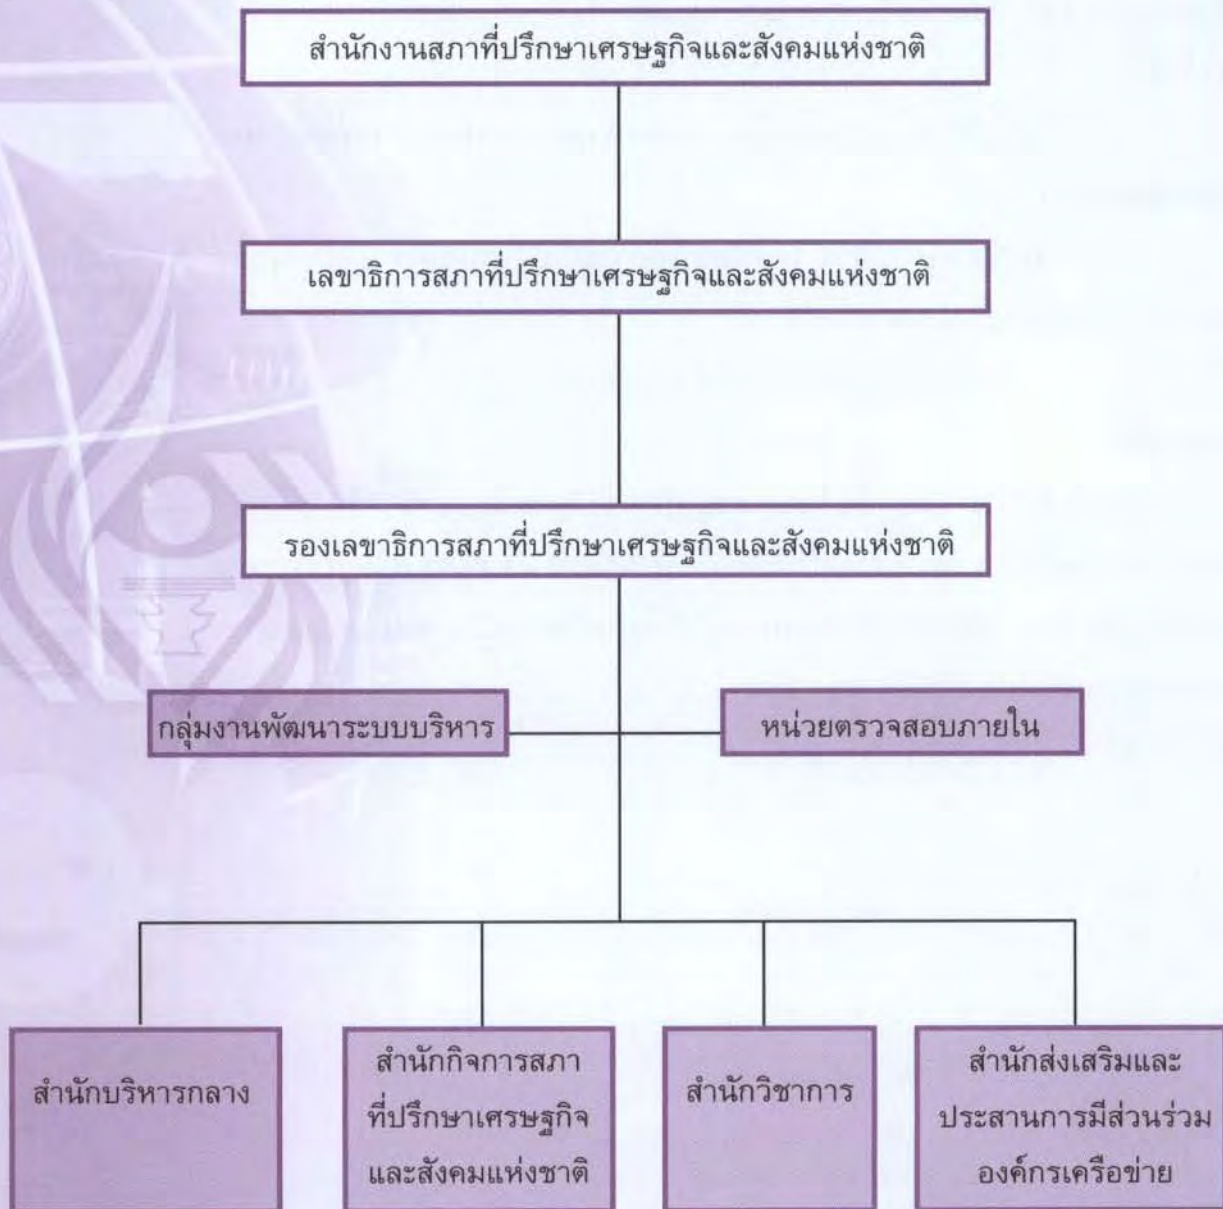 สำนักงานสภาที่ปรึกษาเศรษฐกิจและสังคมแห่งชาติ
เลขาธิการสภาที่ปรึกษาเศรษฐกิจและสังคมแห่งชาติ
รองเลขาธิการสภาที่ปรึกษาเศรษฐกิจและสังคมแห่งชาติ
กลุ่มงานพัฒนาระบบบริหาร
หน่วยตรวจสอบภายใน
สำนักบริหารกลาง
สำนักกิจการสภา
ที่ปรึกษาเศรษฐกิจ
และสังคมแห่งชาติ
สำนักวิชาการ
สำนักส่งเสริมและ
ประสานการมีส่วนร่วม
องค์กรเครือข่าย